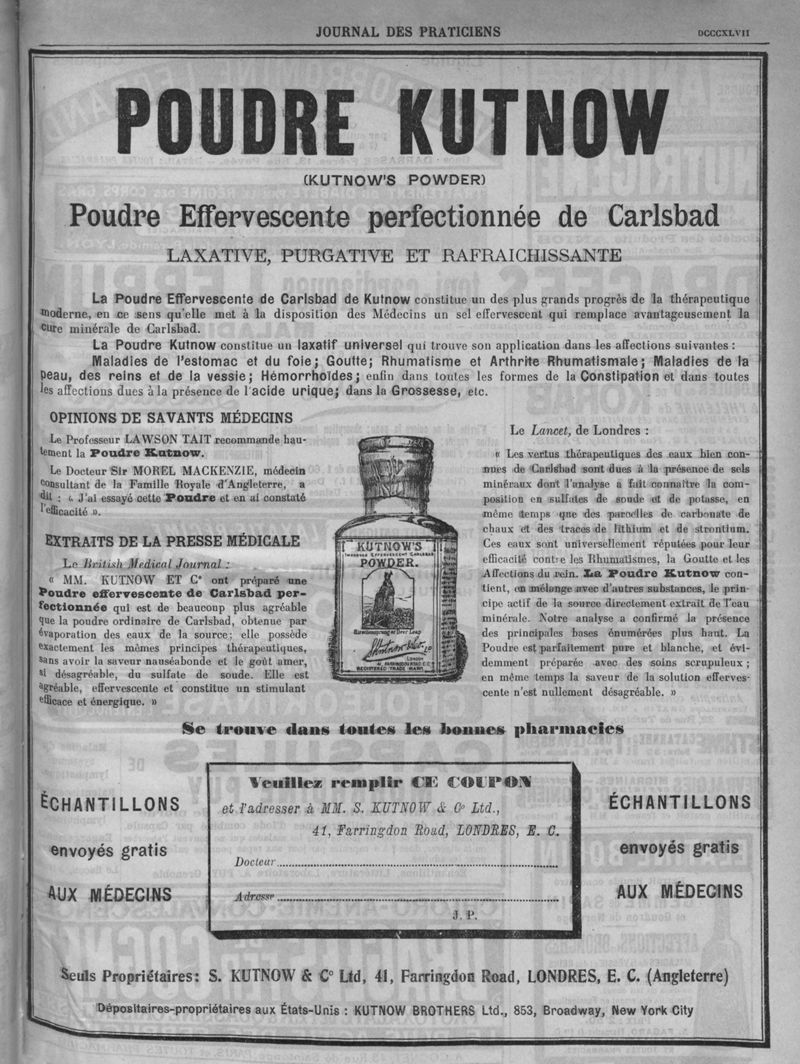 JOURNAL DES PRATICIENS
DCCCXLVII
POUDRE KUTNOW
(KUTNOW'S POWDER)
Poudre Effervescente perfectionnée de Carlsbad
LAXATIVE, PURGATIVE ET RAFRAICHISSANTE
La Poudre Effervescente de Carlsbad de Kutnow constitue un des plus grands progrès de la thérapeutique
moderne, en ce sens qu'elle met à la disposition des Médecins un sel effervescent qui remplace avantageusement la
cure minérale de Carlsbad.
La Poudre Kutnow constitue un laxatif universel qui trouve son application dans les affections suivantes :
Maladies de l'estomac et du foie; Goutte; Rhumatisme et Arthrite Rhumatismale; Maladies de la
peau, des reins et de la vessie; Hémorrhoïdes; enfin dans toutes les formes de la Constipation et dans toutes
les affections dues à la présence de l'acide urique; dans la Grossesse, etc.
OPINIONS DE SAVANTS MÉDECINS
Le Professeur LAWSON TAIT recommande hau-
tement la Poudre Kutnow.
Le Docteur Sir MOREL MACKENZIE, médecin
consultant de la Famille Royale d'Angleterre, a
dit : « J'ai essayé cette Poudre et en ai constaté
l'efficacité ».
EXTRAITS DE LA PRESSE MÉDICALE
Le British Medical Journal :
« MM. KUTNOW ET Cº ont préparé une
Poudre effervescente de Carlsbad per-
fectionnée qui est de beaucoup plus agréable
que la poudre ordinaire de Carlsbad, obtenue par
évaporation des eaux de la source; elle possède
exactement les mêmes principes thérapeutiques,
sans avoir la saveur nauséabonde et le goût amer,
si désagréable, du sulfate de soude. Elle est
agréable, effervescente et constitue un stimulant
efficace et énergique. »
KUTNOW'S
IMPROVED EFFERVESCENT CARLSBAD
POWDER.
Hirschensprung or Deer Leap
London
41, FARRINGDON RD E.C.
REGISTERED TRADE MARK
Le Lancet, de Londres :
« Les vertus thérapeutiques des eaux bien con-
nues de Carlsbad sont dues à la présence de sels
minéraux dont l'analyse a fait connaître la com-
position en sulfates de soude et de potasse, en
même temps que des parcelles de carbonate de
chaux et des traces de lithium et de strontium.
Ces eaux sont universellement réputées pour leur
efficacité contre les Rhumatismes, la Goutte et les
Affections du rein. La Poudre Kutnow con-
tient, en mélange avec d'autres substances, le prin-
cipe actif de la source directement extrait de l'eau
minérale. Notre analyse a confirmé la présence
des principales bases énumérées plus haut. La
Poudre est parfaitement pure et blanche, et évi-
demment préparée avec des soins scrupuleux ;
en même temps la saveur de la solution efferves-
cente n'est nullement désagréable. »
Se trouve dans toutes les bonnes pharmacies
ÉCHANTILLONS
envoyés gratis
AUX MÉDECINS
Veuillez remplir CE COUPON
et l'adresser à MM. S. KUTNOW & Cº Ltd.,
41, Farringdon Road, LONDRES, E. C.
Docteur
Adresse
J. P.
ÉCHANTILLONS
envoyés gratis
AUX MÉDECINS
Seuls Propriétaires: S. KUTNOW & Cº Ltd, 41, Farringdon Road, LONDRES, E. C. (Angleterre)
Dépositaires-propriétaires aux États-Unis : KUTNOW BROTHERS Ltd., 853, Broadway, New York City